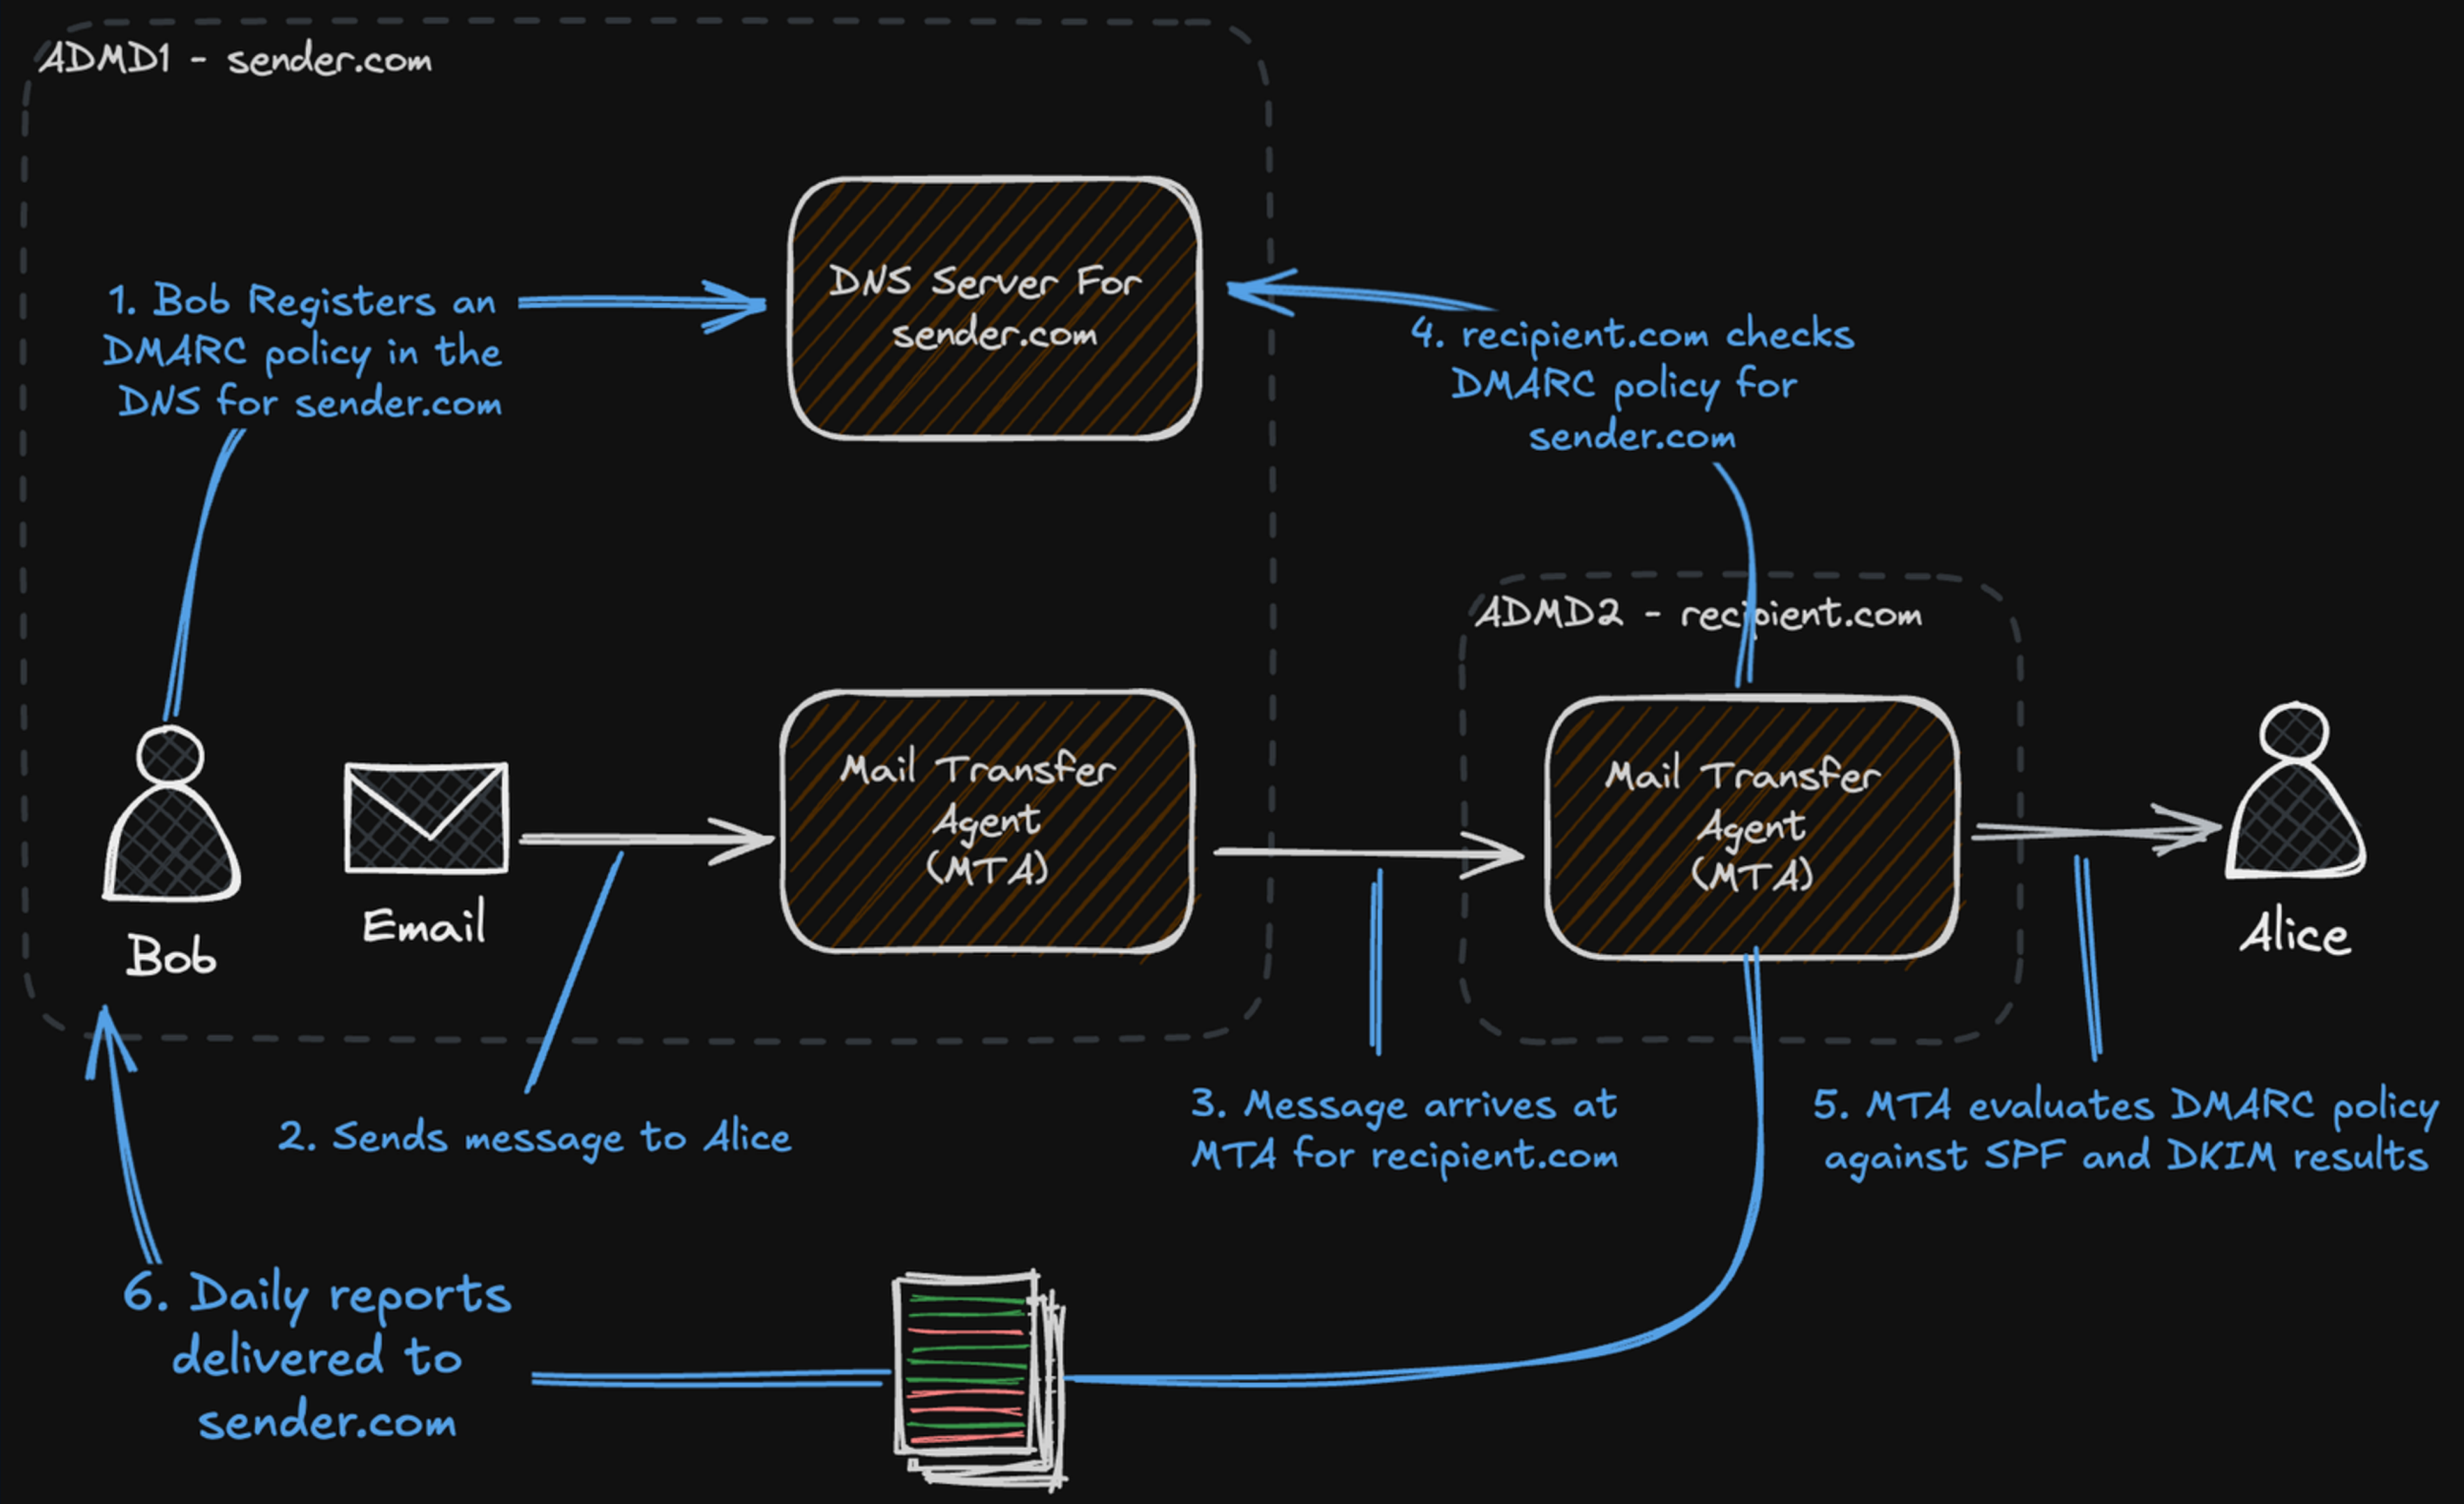 ADMD1 - sender.com
DNS Server For
sender.com
1. Bob Registers an
DMARC policy in the
DNS for sender.com
4. recipient.com checks
DMARC policy for
sender.com
ADMD2 - recipient.com
Mail Transfer
Agent
(MTA)
Mail Transfer
Agent
(MTA)
Bob
Email
Alice
2. Sends message to Alice
3. Message arrives at
MTA for recipient.com
5. MTA evaluates DMARC policy
against SPF and DKIM results
6. Daily reports
delivered to
sender.com